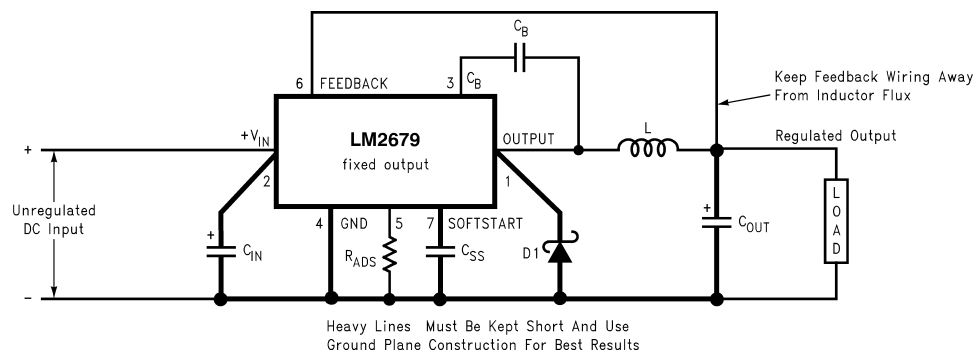 C_B
6 FEEDBACK
3 C_B
Keep Feedback Wiring Away
From Inductor Flux
+V_IN
LM2679
fixed output
OUTPUT
L
Regulated Output
+
2
1
Unregulated
DC Input
+
C_IN
4 GND
5
7 SOFTSTART
R_ADS
C_SS
D1
+
C_OUT
LOAD
-
Heavy Lines Must Be Kept Short And Use
Ground Plane Construction For Best Results